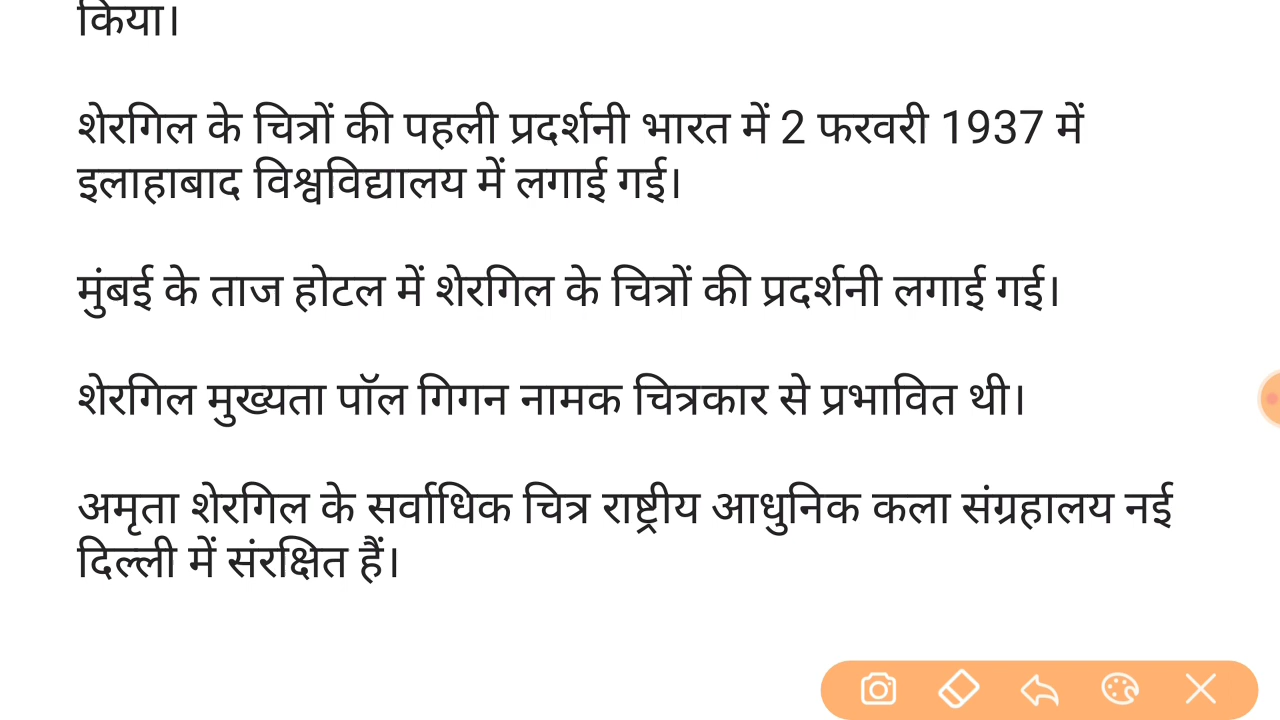 किया।
शेरगिल के चित्रों की पहली प्रदर्शनी भारत में 2 फरवरी 1937 में
इलाहाबाद विश्वविद्यालय में लगाई गई।
मुंबई के ताज होटल में शेरगिल के चित्रों की प्रदर्शनी लगाई गई।
शेरगिल मुख्यता पॉल गिगन नामक चित्रकार से प्रभावित थी।
अमृता शेरगिल के सर्वाधिक चित्र राष्ट्रीय आधुनिक कला संग्रहालय नई
दिल्ली में संरक्षित हैं।